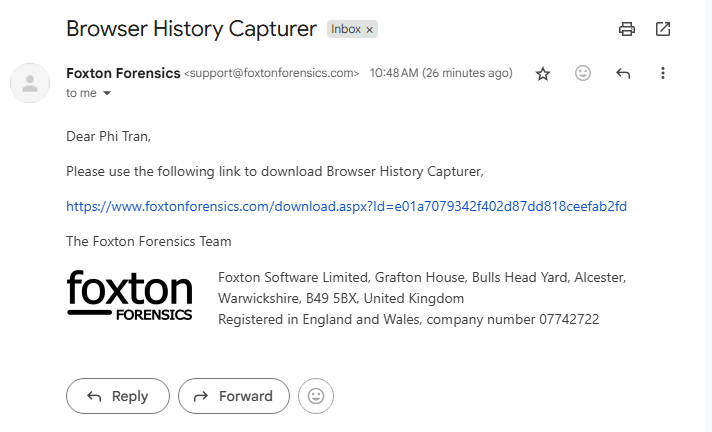 Browser History Capturer Inbox ×
Foxton Forensics <support@foxtonforensics.com> 10:48 AM (26 minutes ago)
to me
Dear Phi Tran,
Please use the following link to download Browser History Capturer,
https://www.foxtonforensics.com/download.aspx?Id=e01a7079342f402d87dd818ceefab2fd
The Foxton Forensics Team
foxton
FORENSICS
Foxton Software Limited, Grafton House, Bulls Head Yard, Alcester,
Warwickshire, B49 5BX, United Kingdom
Registered in England and Wales, company number 07742722
Reply Forward